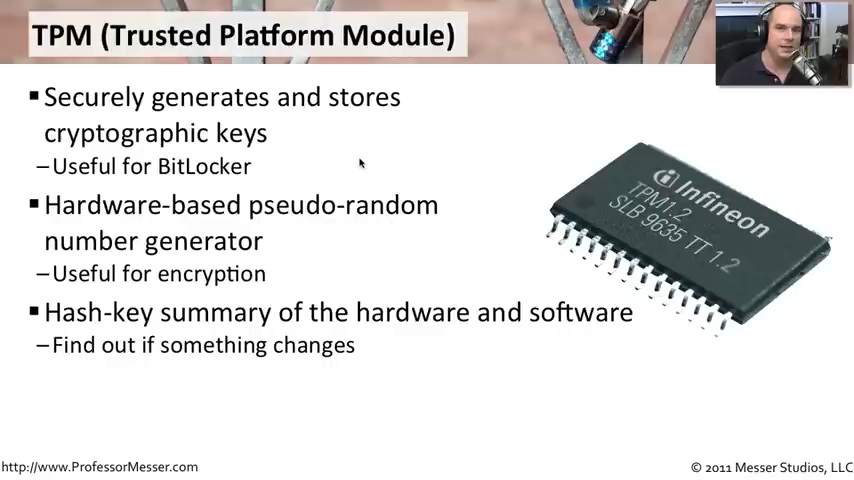 TPM (Trusted Platform Module)
▪ Securely generates and stores
cryptographic keys
–Useful for BitLocker
▪ Hardware-based pseudo-random
number generator
–Useful for encryption
▪ Hash-key summary of the hardware and software
–Find out if something changes
Infineon
TPM1.2
SLB 9635 TT 1.2
http://www.ProfessorMesser.com
© 2011 Messer Studios, LLC